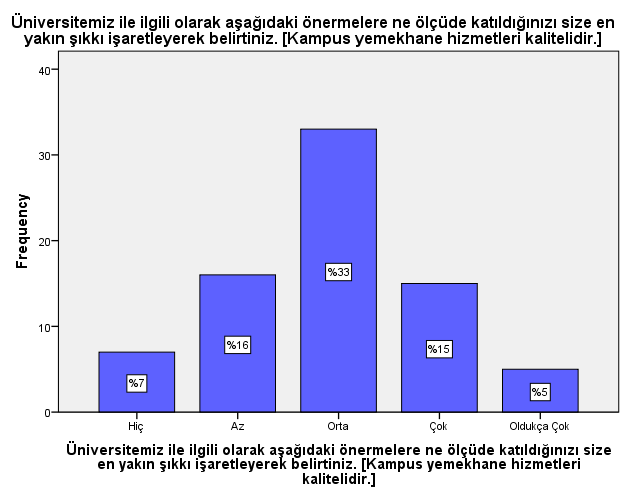 Üniversitemiz ile ilgili olarak aşağıdaki önermelere ne ölçüde katıldığınızı size en
yakın şıkkı işaretleyerek belirtiniz. [Kampus yemekhane hizmetleri kalitelidir.]
40
30
20
10
0
Frequency
%7
%16
%33
%15
%5
Hiç
Az
Orta
Çok
Oldukça Çok
Üniversitemiz ile ilgili olarak aşağıdaki önermelere ne ölçüde katıldığınızı size
en yakın şıkkı işaretleyerek belirtiniz. [Kampus yemekhane hizmetleri
kalitelidir.]